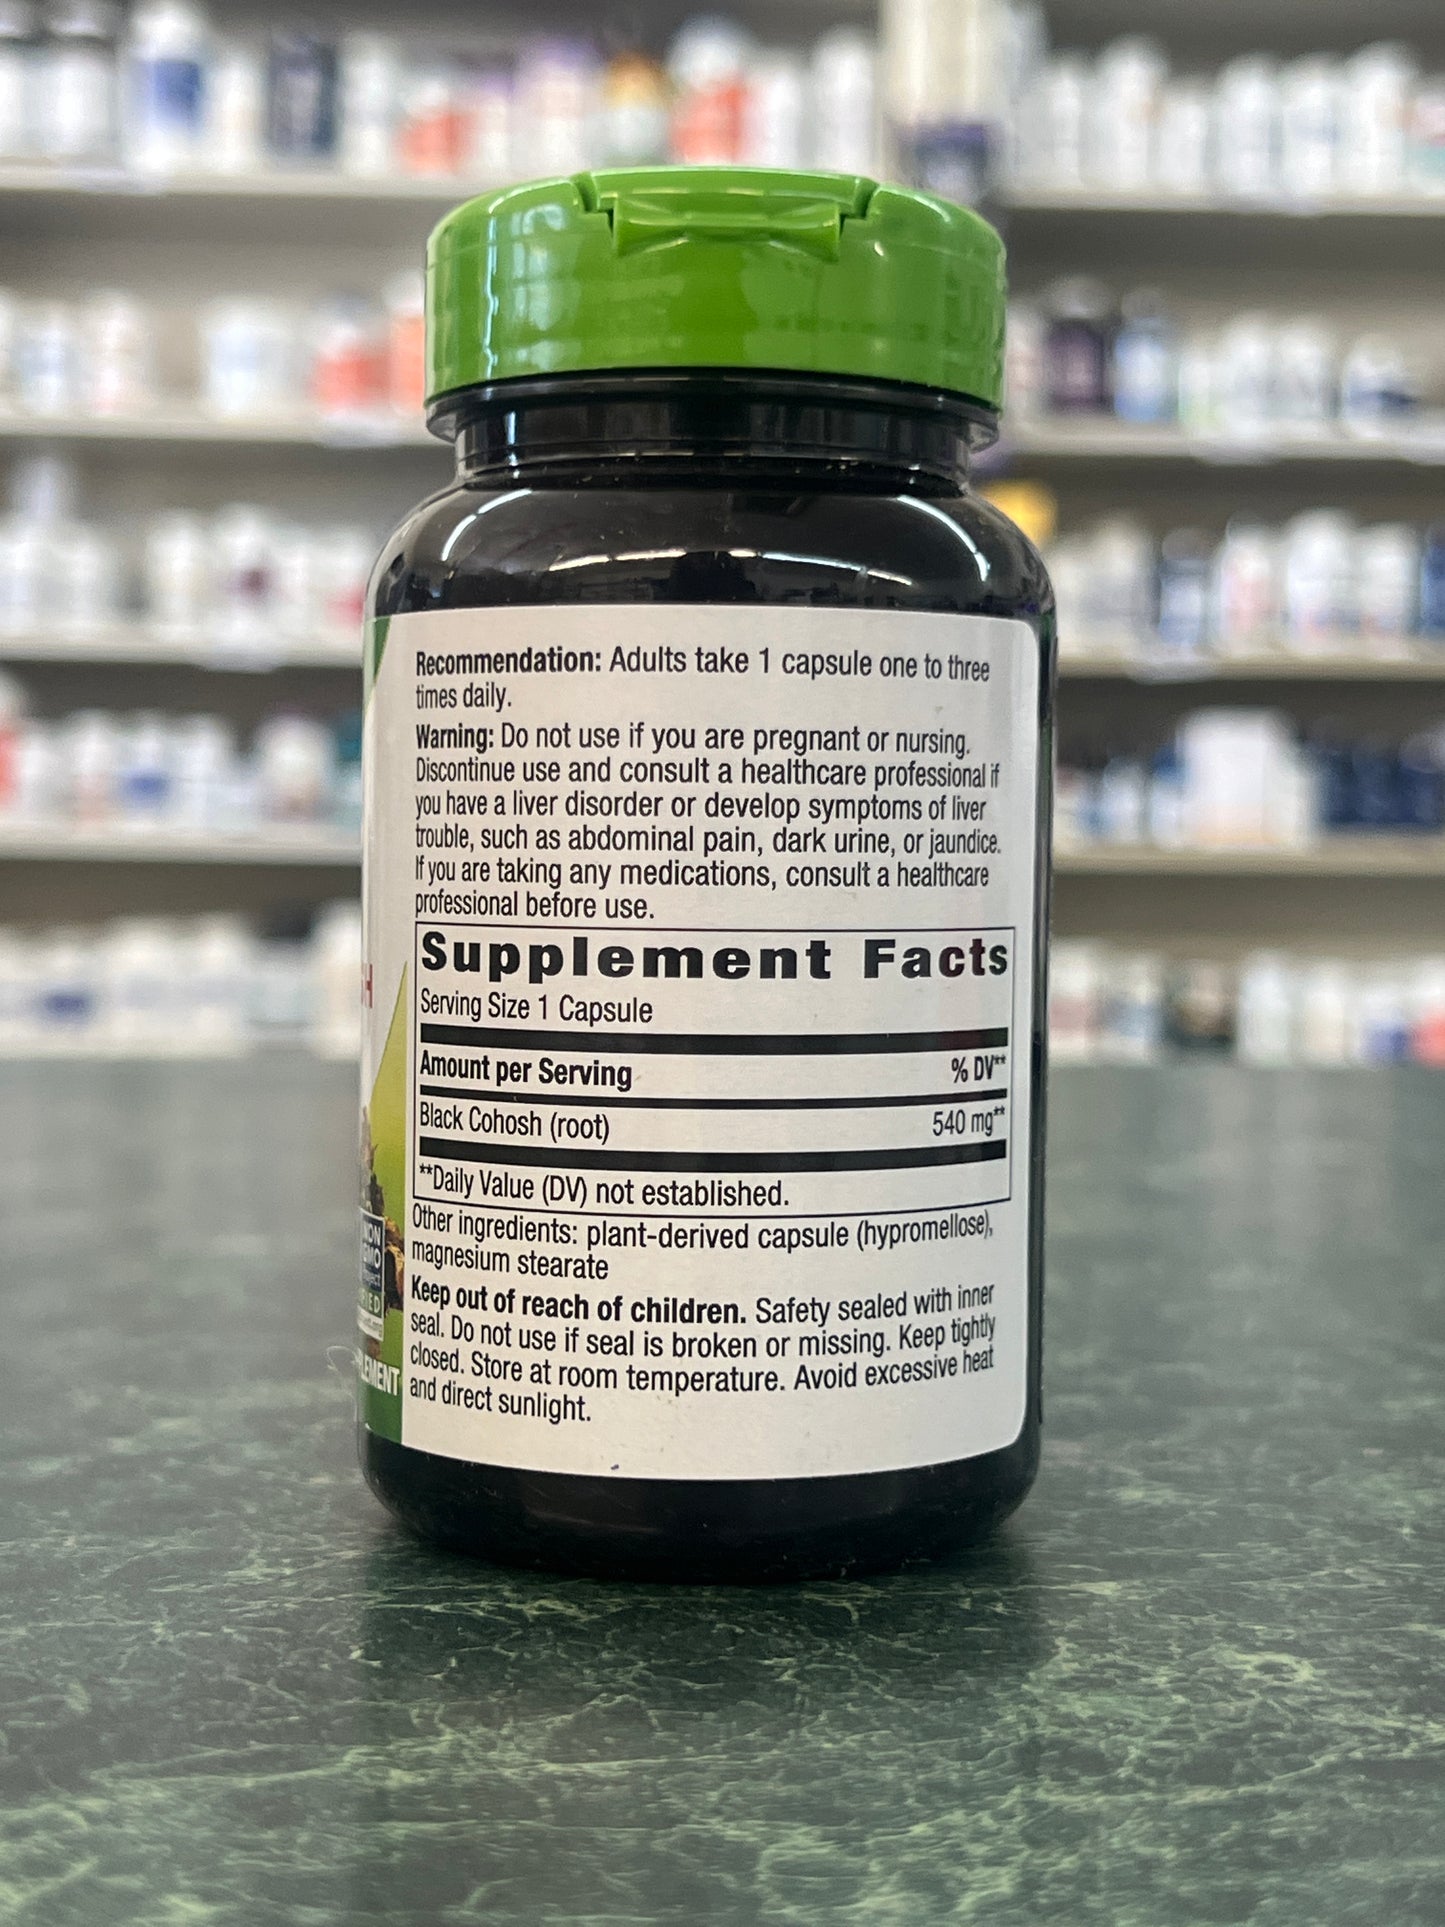 Recommendation: Adults take 1 capsule one to three
times daily.
Warning: Do not use if you are pregnant or nursing.
Discontinue use and consult a healthcare professional if
you have a liver disorder or develop symptoms of liver
trouble, such as abdominal pain, dark urine, or jaundice.
If you are taking any medications, consult a healthcare
professional before use.
Supplement Facts
Serving Size 1 Capsule
Amount per Serving % DV**
Black Cohosh (root) 540 mg**
**Daily Value (DV) not established.
Other ingredients: plant-derived capsule (hypromellose),
magnesium stearate
Keep out of reach of children. Safety sealed with inner
seal. Do not use if seal is broken or missing. Keep tightly
closed. Store at room temperature. Avoid excessive heat
and direct sunlight.
NON
GMO